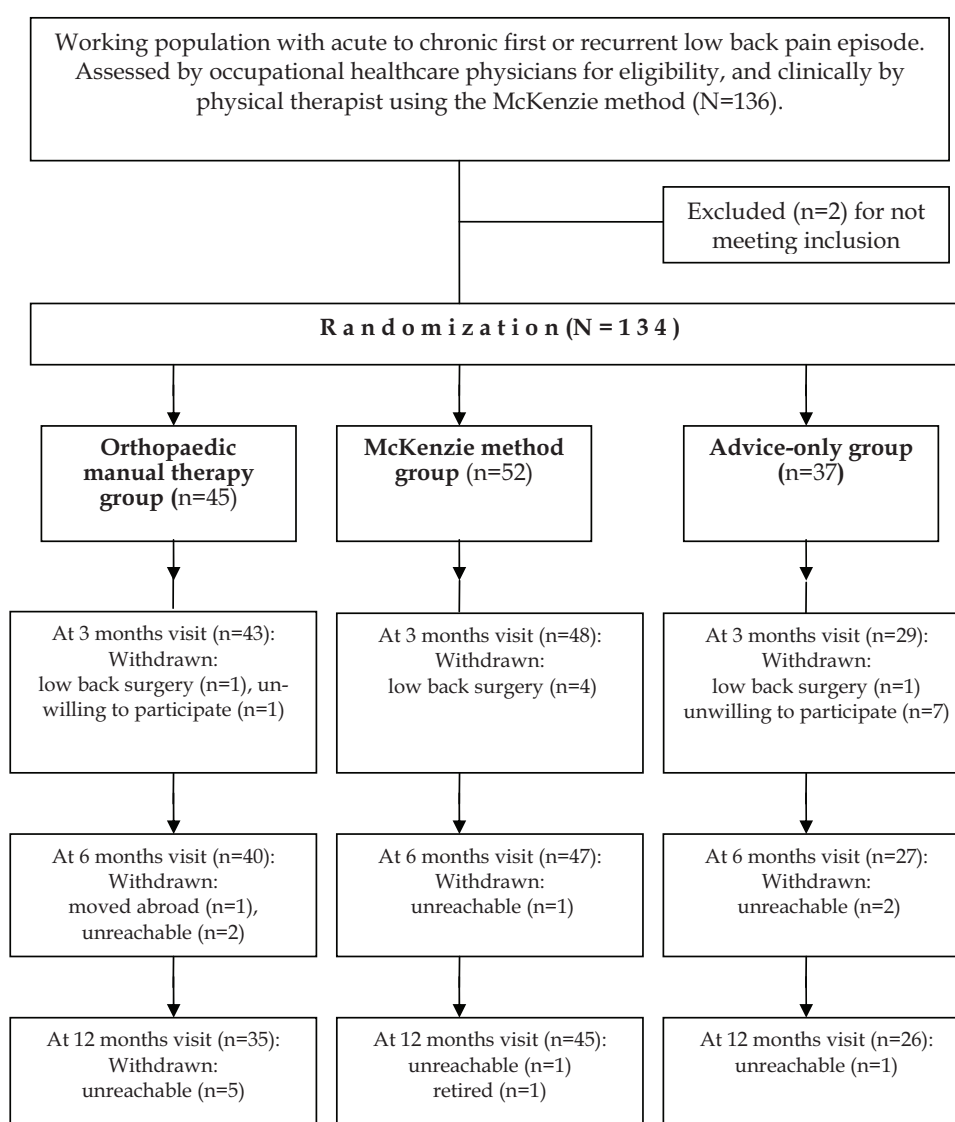 Working population with acute to chronic first or recurrent low back pain episode.
Assessed by occupational healthcare physicians for eligibility, and clinically by
physical therapist using the McKenzie method (N=136).
Excluded (n=2) for not
meeting inclusion
Randomization (N=134)
Orthopaedic
manual therapy
group (n=45)
McKenzie method
group (n=52)
Advice-only group
(n=37)
At 3 months visit (n=43):
Withdrawn:
low back surgery (n=1), un-
willing to participate (n=1)
At 3 months visit (n=48):
Withdrawn:
low back surgery (n=4)
At 3 months visit (n=29):
Withdrawn:
low back surgery (n=1)
unwilling to participate (n=7)
At 6 months visit (n=40):
Withdrawn:
moved abroad (n=1),
unreachable (n=2)
At 6 months visit (n=47):
Withdrawn:
unreachable (n=1)
At 6 months visit (n=27):
Withdrawn:
unreachable (n=2)
At 12 months visit (n=35):
Withdrawn:
unreachable (n=5)
At 12 months visit (n=45):
unreachable (n=1)
retired (n=1)
At 12 months visit (n=26):
unreachable (n=1)